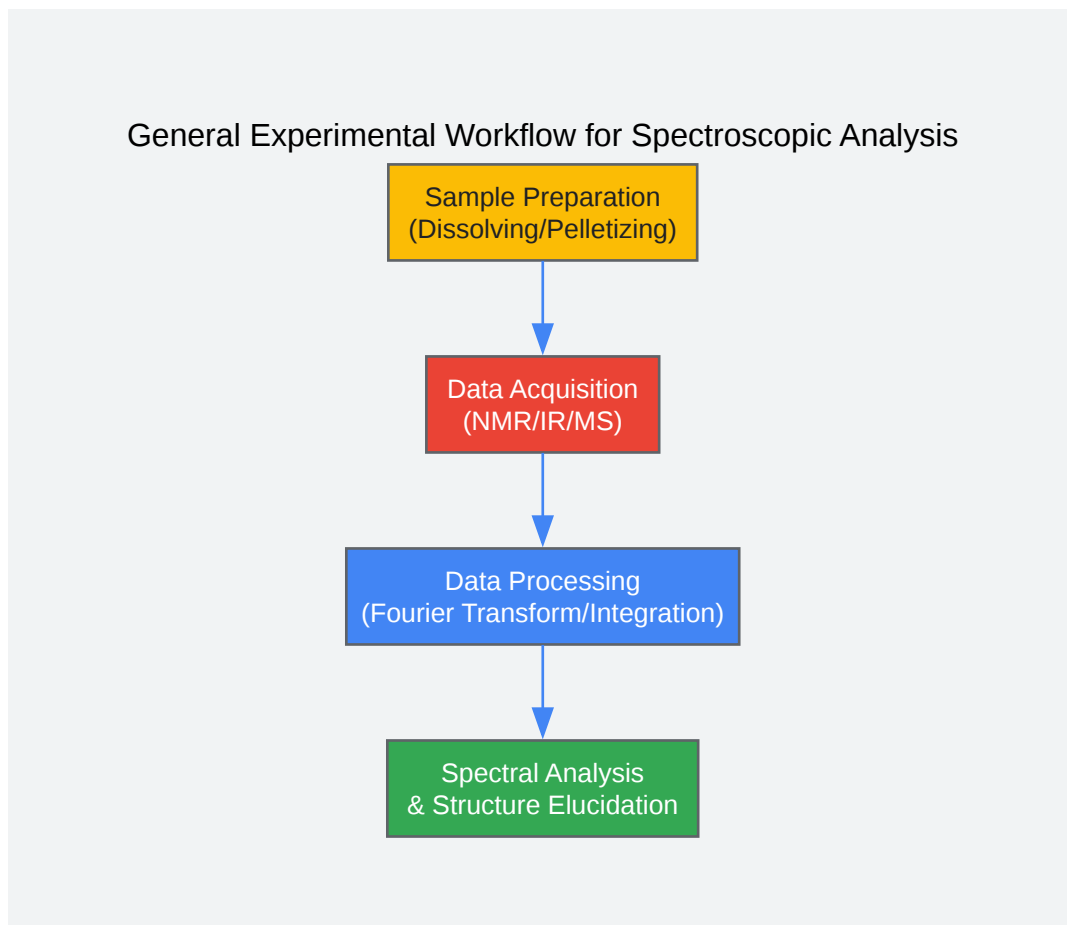 General Experimental Workflow for Spectroscopic Analysis
Sample Preparation
(Dissolving/Pelletizing)
Data Acquisition
(NMR/IR/MS)
Data Processing
(Fourier Transform/Integration)
Spectral Analysis
& Structure Elucidation